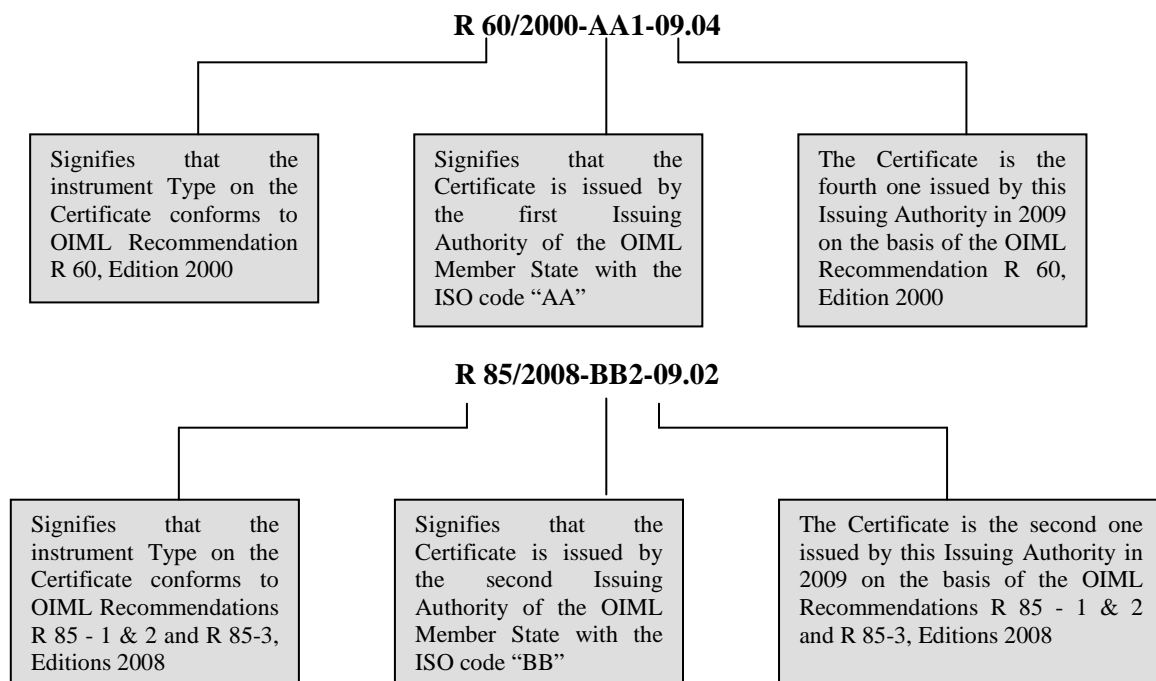 R 60/2000-AA1-09.04
Signifies that the
instrument Type on the
Certificate conforms to
OIML Recommendation
R 60, Edition 2000
Signifies that the
Certificate is issued by
the first Issuing
Authority of the OIML
Member State with the
ISO code “AA”
The Certificate is the
fourth one issued by this
Issuing Authority in 2009
on the basis of the OIML
Recommendation R 60,
Edition 2000
R 85/2008-BB2-09.02
Signifies that the
instrument Type on the
Certificate conforms to
OIML Recommendations
R 85 - 1 & 2 and R 85-3,
Editions 2008
Signifies that the
Certificate is issued by
the second Issuing
Authority of the OIML
Member State with the
ISO code “BB”
The Certificate is the second one
issued by this Issuing Authority in
2009 on the basis of the OIML
Recommendations R 85 - 1 & 2
and R 85-3, Editions 2008